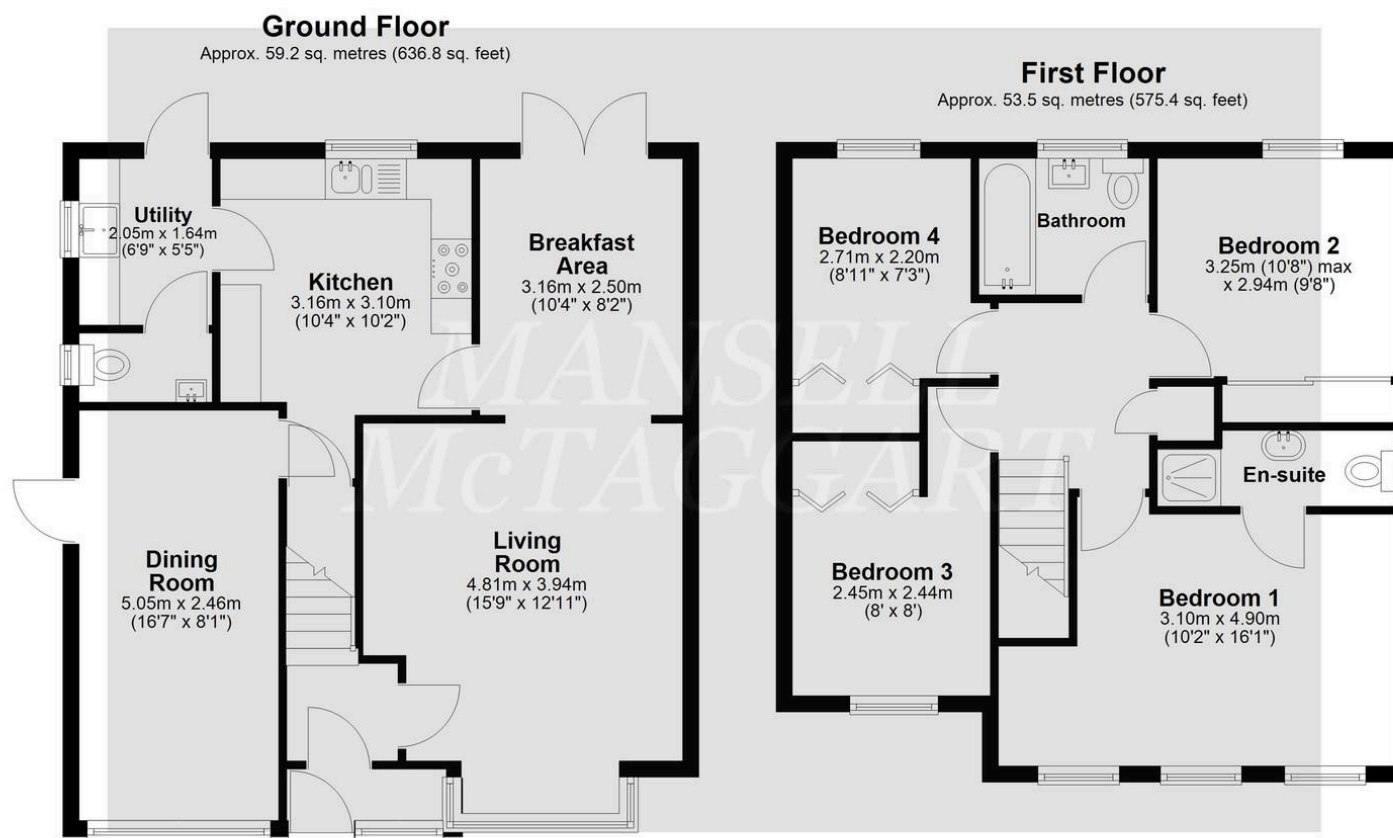 Ground Floor
Approx. 59.2 sq. metres (636.8 sq. feet)
First Floor
Approx. 53.5 sq. metres (575.4 sq. feet)
Utility
2.05m x 1.64m
(6'9" x 5'5")
Kitchen
3.16m x 3.10m
(10'4" x 10'2")
Breakfast
Area
3.16m x 2.50m
(10'4" x 8'2")
Dining
Room
5.05m x 2.46m
(16'7" x 8'1")
Living
Room
4.81m x 3.94m
(15'9" x 12'11")
Bedroom 4
2.71m x 2.20m
(8'11" x 7'3")
Bathroom
Bedroom 2
3.25m (10'8") max
x 2.94m (9'8")
En-suite
Bedroom 3
2.45m x 2.44m
(8' x 8')
Bedroom 1
3.10m x 4.90m
(10'2" x 16'1")
MANSELL
McTAGGART